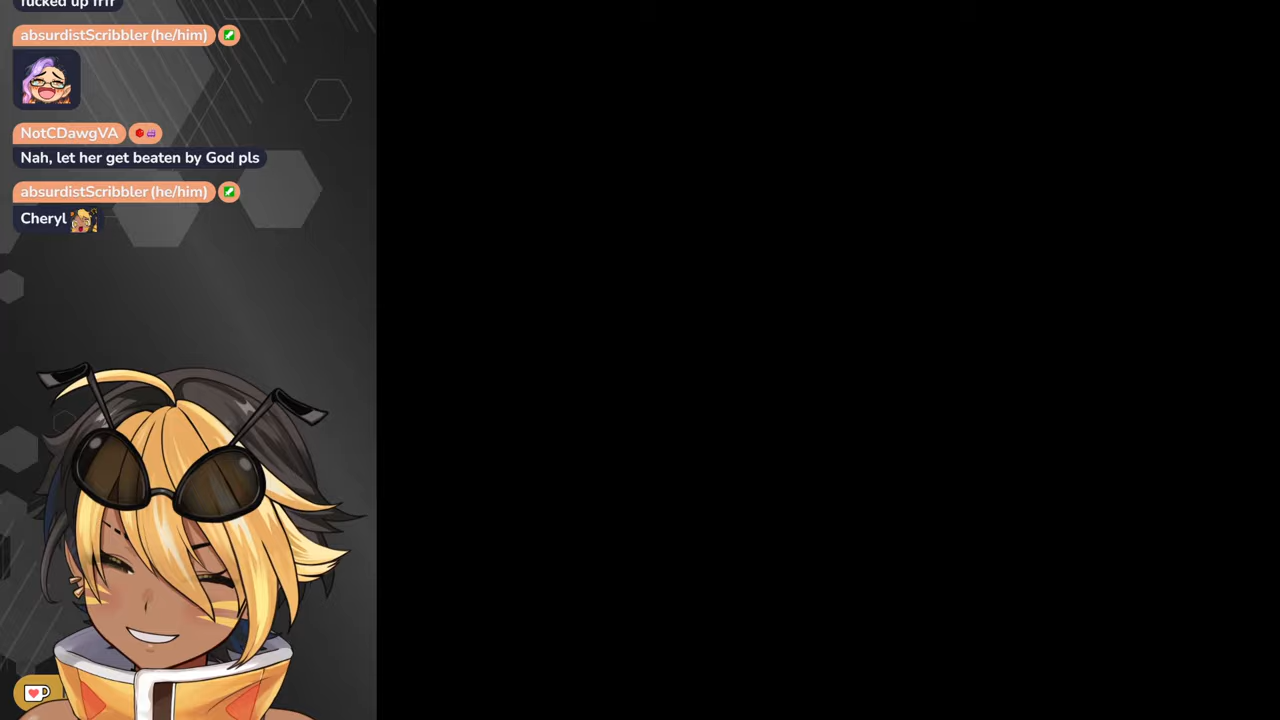 fucked up frfr
absurdistScribbler (he/him)
NotCDawgVA
Nah, let her get beaten by God pls
absurdistScribbler (he/him)
Cheryl